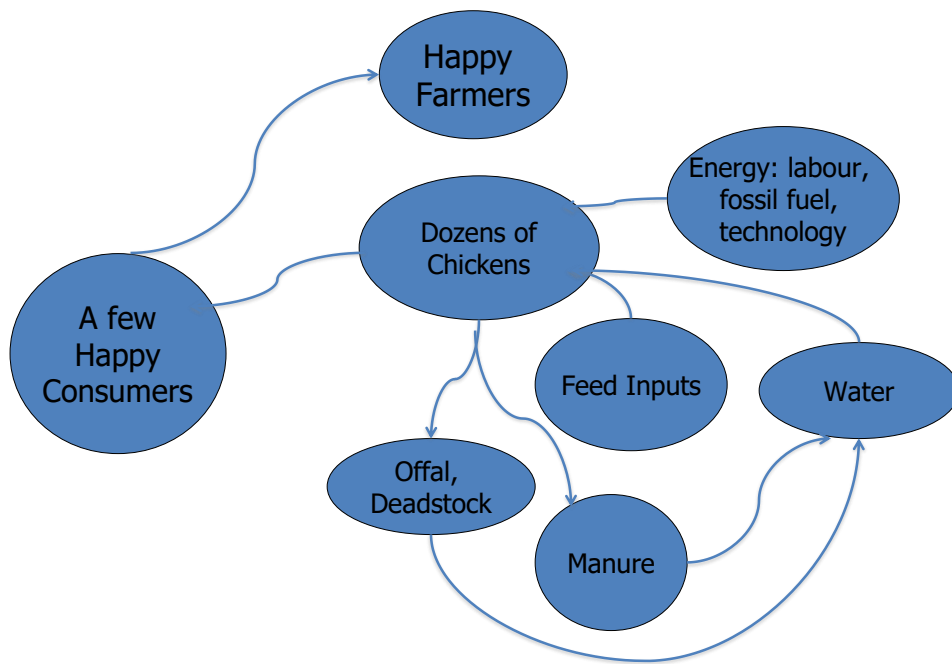 Happy
Farmers
Energy: labour,
fossil fuel,
technology
Dozens of
Chickens
A few
Happy
Consumers
Feed Inputs
Water
Offal,
Deadstock
Manure